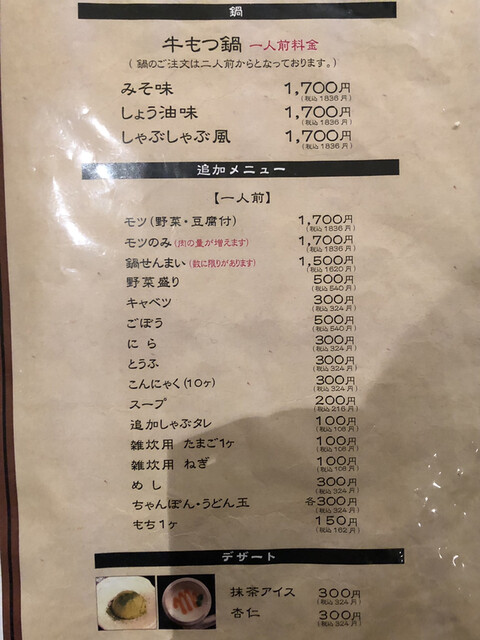 鍋
牛もつ鍋 一人前料金
(鍋のご注文は二人前からとなっております。)
みそ味 1,700円
(税込1836円)
しょう油味 1,700円
(税込1836円)
しゃぶしゃぶ風 1,700円
(税込1836円)
追加メニュー
【一人前】
モツ(野菜・豆腐付) 1,700円
(税込1836円)
モツのみ(肉の量が増えます) 1,700円
(税込1836円)
鍋せんまい(数に限りがあります) 1,500円
(税込1620円)
野菜盛り 500円
(税込540円)
キャベツ 300円
(税込324円)
ごぼう 500円
(税込540円)
にら 300円
(税込324円)
とうふ 300円
(税込324円)
こんにゃく(10ヶ) 300円
(税込324円)
スープ 200円
(税込216円)
追加しゃぶタレ 100円
(税込108円)
雑炊用 たまご1ヶ 100円
(税込108円)
雑炊用 ねぎ 100円
(税込108円)
めし 300円
(税込324円)
ちゃんぽん・うどん玉 各300円
(税込324円)
もち1ヶ 150円
(税込162円)
デザート
抹茶アイス 300円
(税込324円)
杏仁 300円
(税込324円)